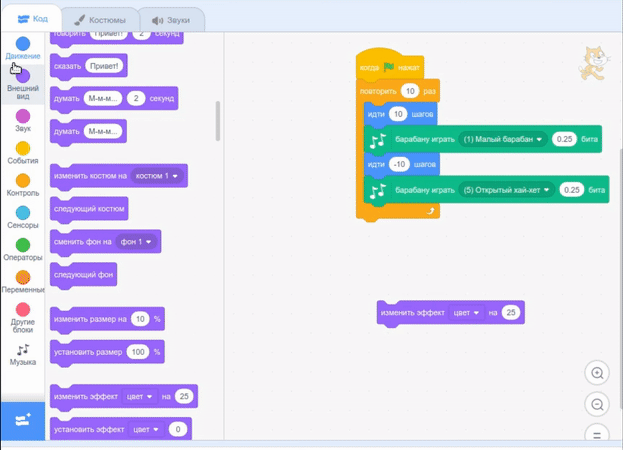 Код
Костюмы
Звуки
Движение
Внешний вид
Звук
События
Контроль
Сенсоры
Операторы
Переменные
Другие блоки
Музыка
говорить Привет! 2 секунд
сказать Привет!
думать М-м-м... 2 секунд
думать М-м-м...
изменить костюм на костюм 1
следующий костюм
сменить фон на фон 1
следующий фон
изменить размер на 10 %
установить размер 100 %
изменить эффект цвет на 25
установить эффект цвет 0
когда нажат
повторить 10 раз
идти 10 шагов
барабану играть (1) Малый барабан 0.25 бита
идти -10 шагов
барабану играть (5) Открытый хай-хет 0.25 бита
изменить эффект цвет на 25